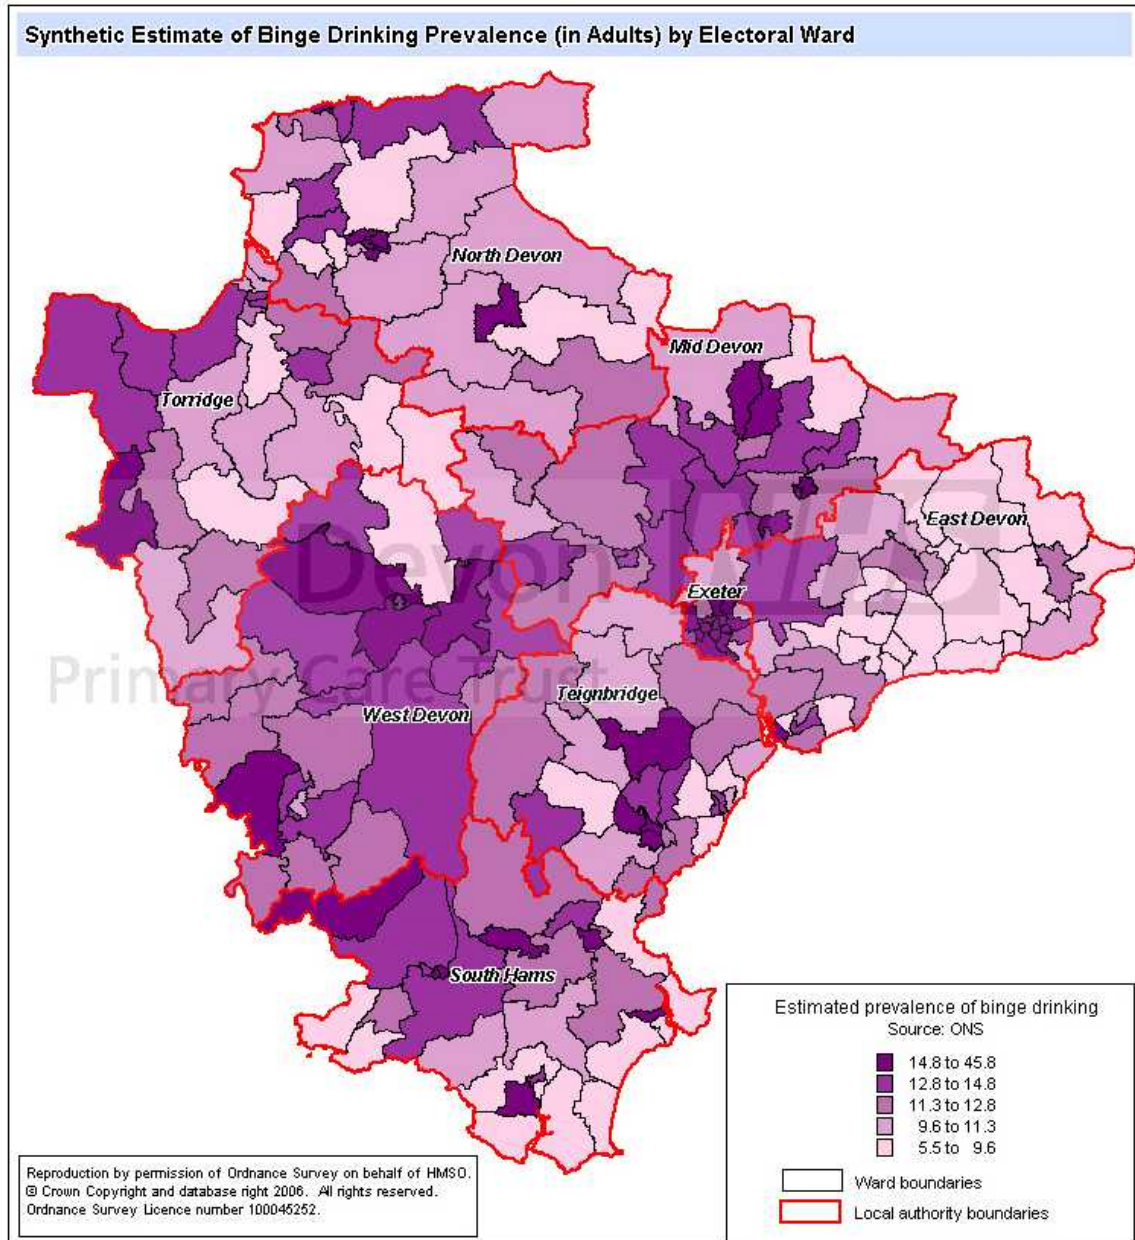 Synthetic Estimate of Binge Drinking Prevalence (in Adults) by Electoral Ward
North Devon
Mid Devon
Torridge
East Devon
Devon NHS
Exeter
Primary Care Trust
Teignbridge
West Devon
South Hams
Estimated prevalence of binge drinking
Source: ONS
14.8 to 45.8
12.8 to 14.8
11.3 to 12.8
9.6 to 11.3
5.5 to 9.6
Ward boundaries
Local authority boundaries
Reproduction by permission of Ordnance Survey on behalf of HMSO.
© Crown Copyright and database right 2006. All rights reserved.
Ordnance Survey Licence number 100045252.